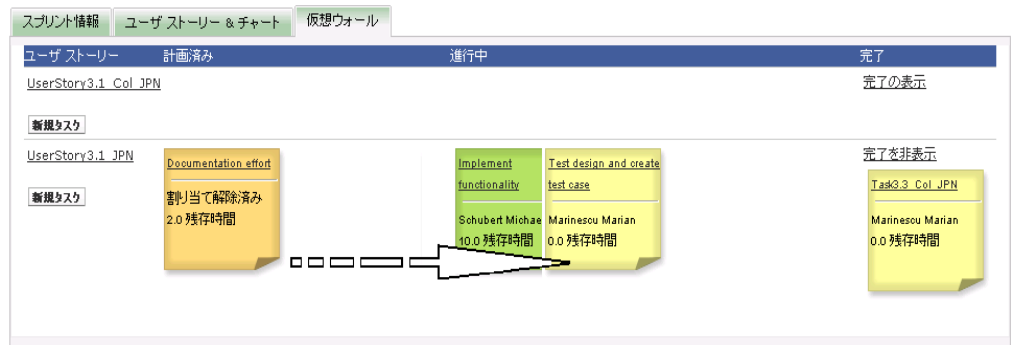 スプリント情報 ユーザ ストーリー & チャート 仮想ウォール
ユーザ ストーリー 計画済み 進行中 完了
UserStory3.1_Col_JPN 完了の表示
新規タスク
UserStory3.1_JPN 完了を非表示
新規タスク
Documentation effort
割り当て解除済み
2.0 残存時間
Implement
functionality
Schubert Michae
10.0 残存時間
Test design and create
test case
Marinescu Marian
0.0 残存時間
Task3.3_Col_JPN
Marinescu Marian
0.0 残存時間